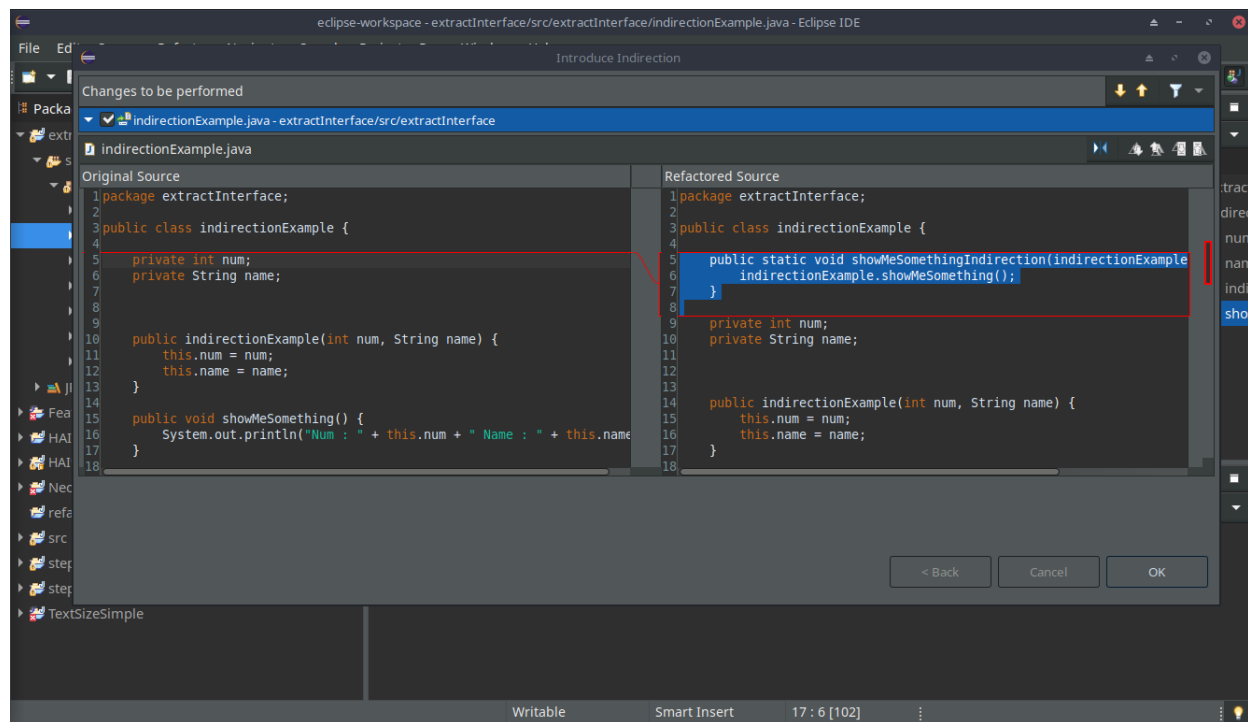 eclipse-workspace - extractInterface/src/extractInterface/indirectionExample.java - Eclipse IDE
File
Introduce Indirection
Changes to be performed
indirectionExample.java - extractInterface/src/extractInterface
indirectionExample.java
Original Source
1 package extractInterface;
2
3 public class indirectionExample {
4
5 private int num;
6 private String name;
7
8
9
10 public indirectionExample(int num, String name) {
11 this.num = num;
12 this.name = name;
13 }
14
15 public void showMeSomething() {
16 System.out.println("Num : " + this.num + " Name : " + this.name
17 }
18
Refactored Source
1 package extractInterface;
2
3 public class indirectionExample {
4
5 public static void showMeSomethingIndirection(indirectionExample
6 indirectionExample.showMeSomething();
7 }
8
9 private int num;
10 private String name;
11
12
13
14 public indirectionExample(int num, String name) {
15 this.num = num;
16 this.name = name;
17 }
18
< Back
Cancel
OK
Packa
extr
s
JI
Fea
HAI
HAI
Nec
refa
src
step
step
TextSizeSimple
trac
dire
num
nam
indi
sho
Writable
Smart Insert
17 : 6 [102]